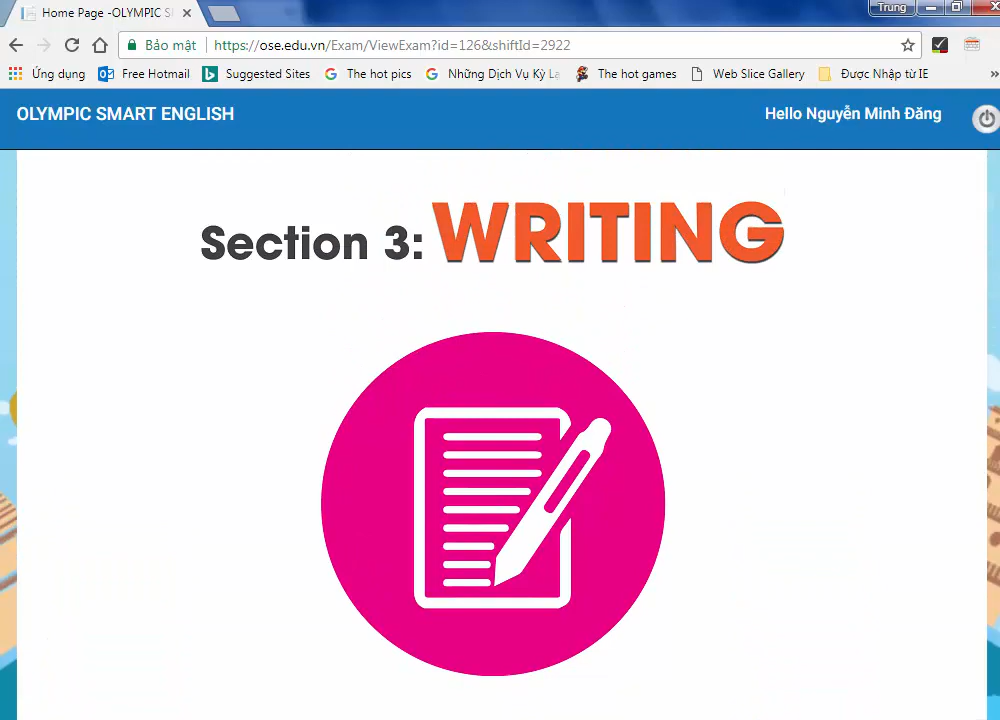 Home Page -OLYMPIC S
Trung
Bảo mật https://ose.edu.vn/Exam/ViewExam?id=126&shiftId=2922
Ứng dụng Free Hotmail Suggested Sites The hot pics Những Dịch Vụ Kỳ The hot games Web Slice Gallery Được Nhập từ IE »
OLYMPIC SMART ENGLISH Hello Nguyễn Minh Đăng
Section 3: WRITING